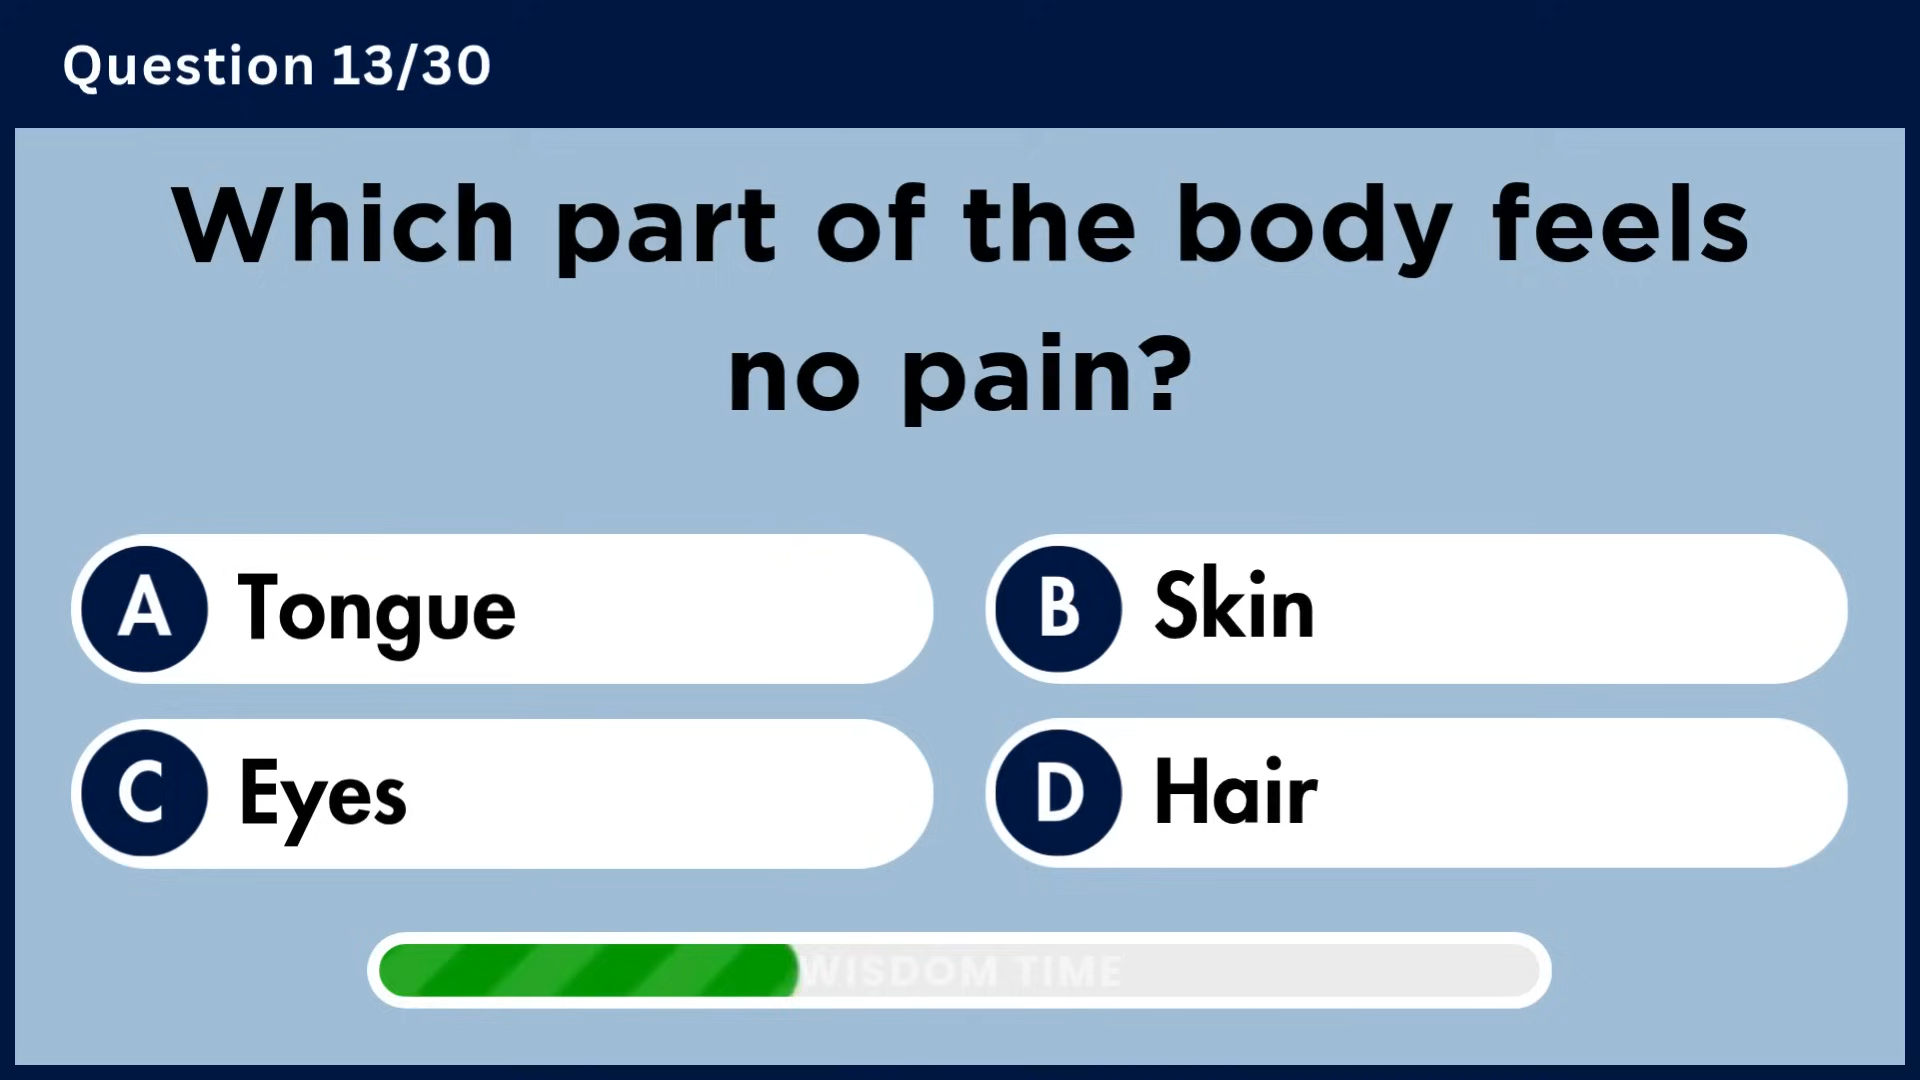 Question 13/30
Which part of the body feels
no pain?
A Tongue
B Skin
C Eyes
D Hair
WISDOM TIME